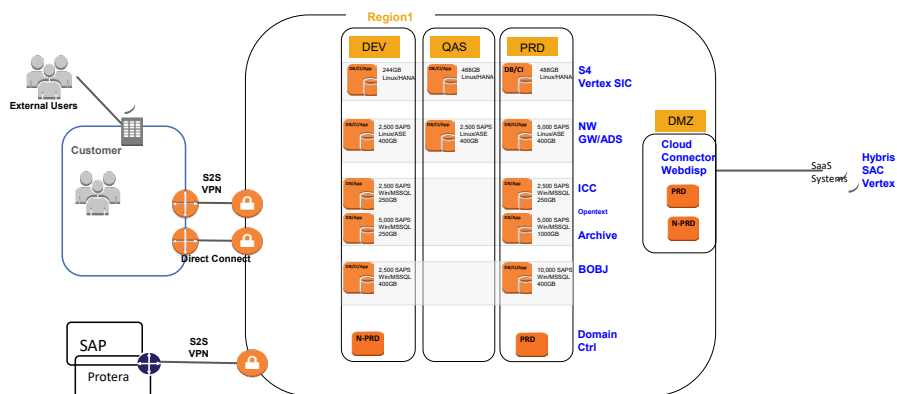 Region1
DEV
QAS
PRD
DB/CI/App
244GB
Linux/HANA
DB/CI/App
488GB
Linux/HANA
DB/CI
488GB
Linux/HANA
S4
Vertex SIC
External Users
Customer
S2S
VPN
Direct Connect
DB/CI/App
2,500 SAPS
Linux/ASE
400GB
DB/CI/App
2,500 SAPS
Linux/ASE
400GB
DB/CI/App
5,000 SAPS
Linux/ASE
400GB
NW
GW/ADS
DB/App
2,500 SAPS
Win/MSSQL
250GB
DB/App
2,500 SAPS
Win/MSSQL
250GB
ICC
Opentext
DB/App
5,000 SAPS
Win/MSSQL
250GB
DB/App
5,000 SAPS
Win/MSSQL
1000GB
Archive
DB/CI/App
2,500 SAPS
Win/MSSQL
400GB
DB/CI/App
10,000 SAPS
Win/MSSQL
400GB
BOBJ
N-PRD
PRD
Domain
Ctrl
DMZ
Cloud
Connector
Webdisp
PRD
N-PRD
SaaS
Systems
Hybris
SAC
Vertex
SAP
Protera
S2S
VPN